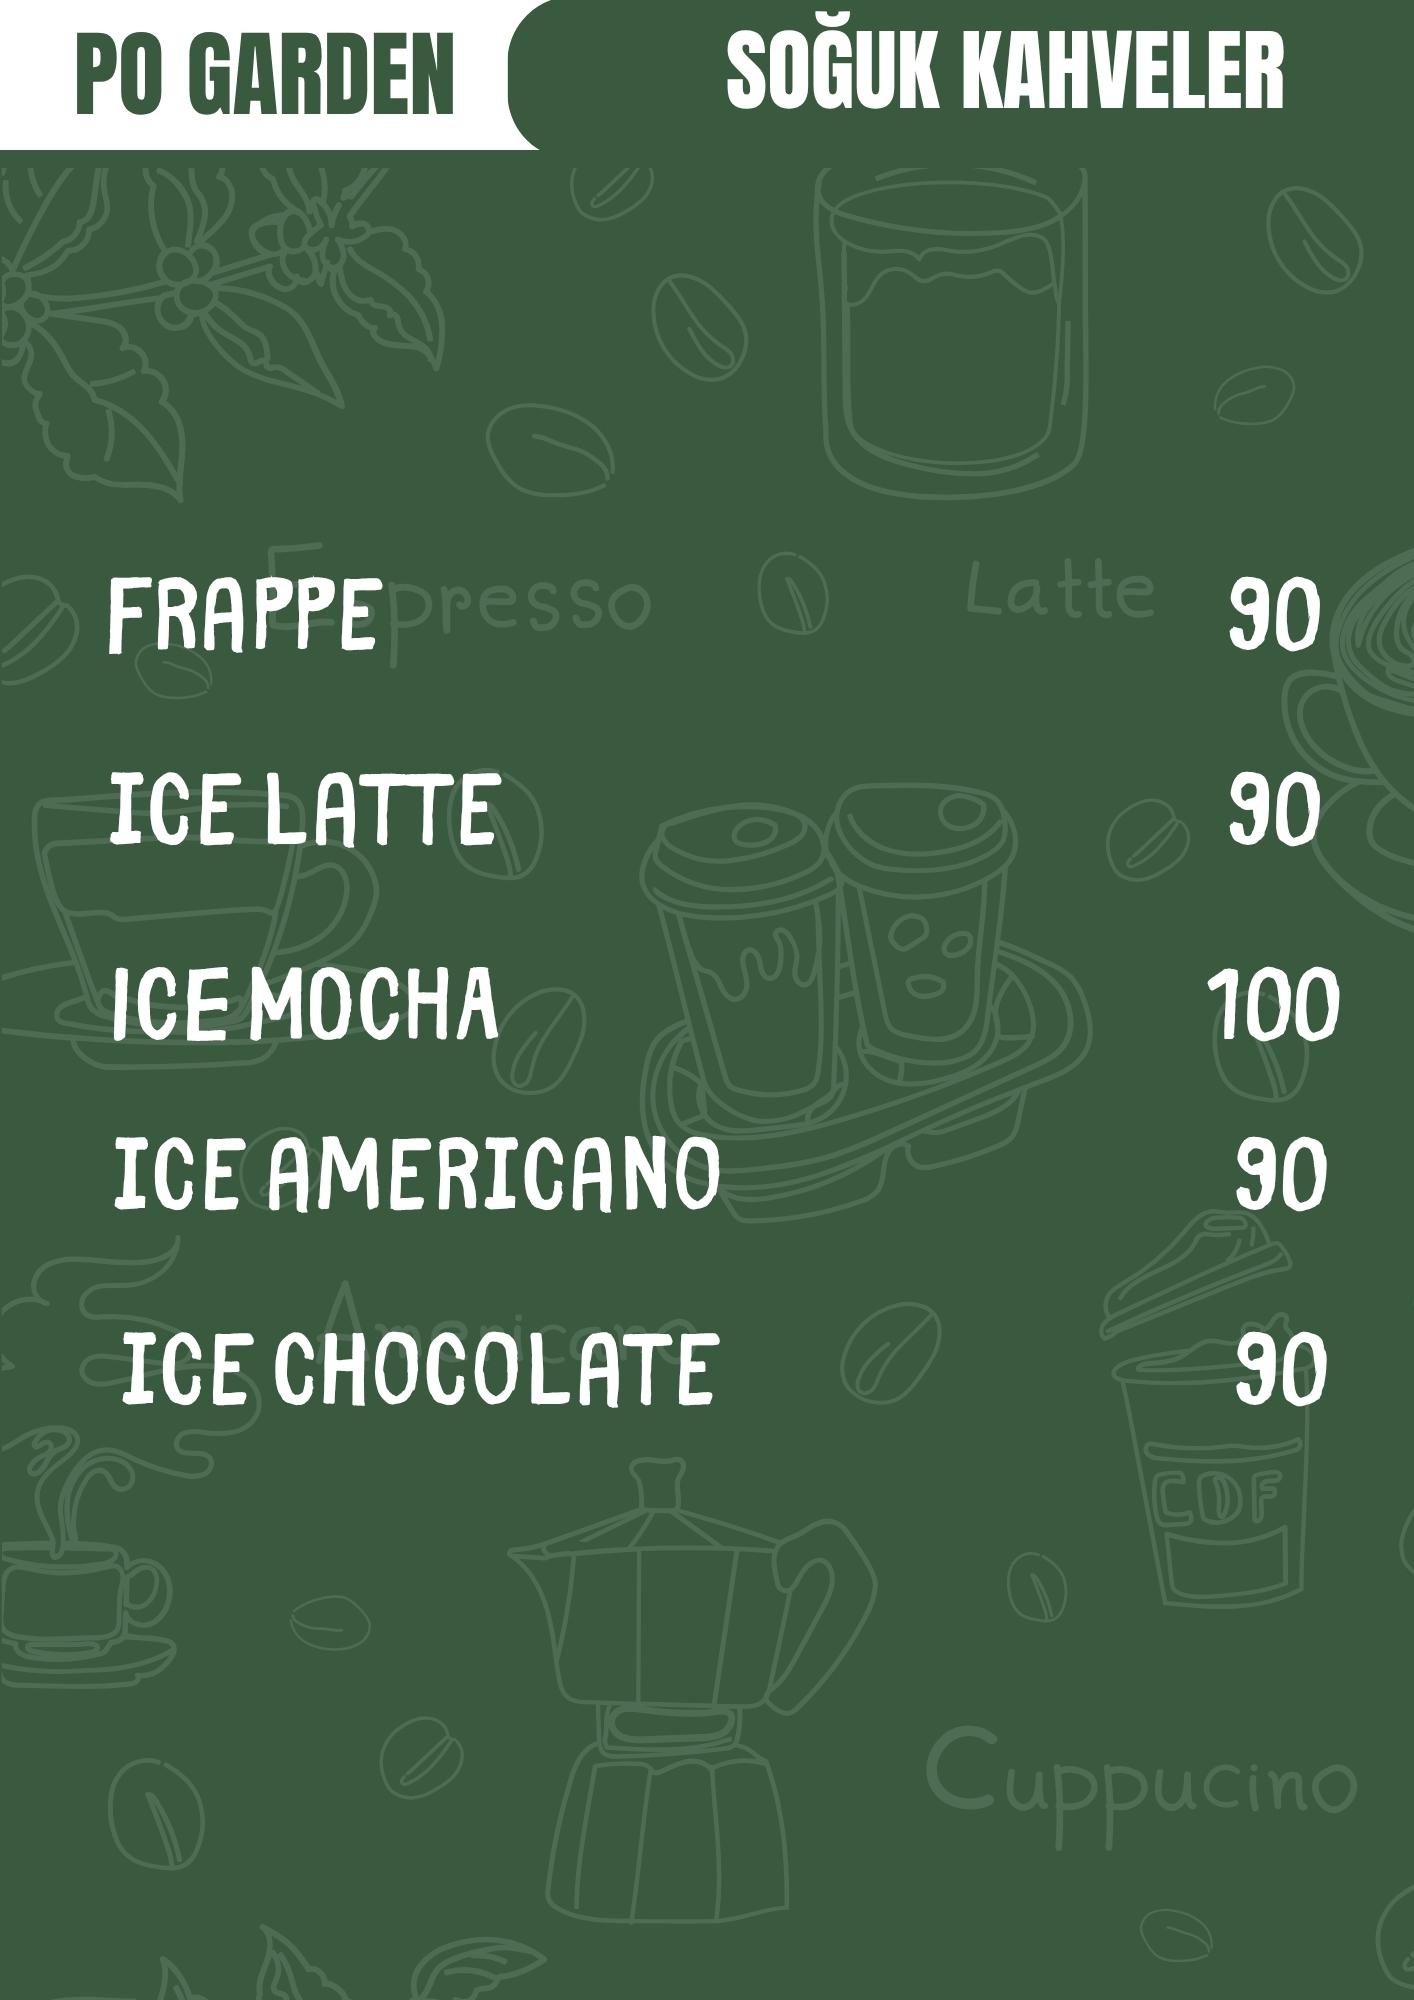 PO GARDEN
SOĞUK KAHVELER
Espresso
Latte
FRAPPE 90
ICE LATTE 90
ICE MOCHA 100
ICE AMERICANO 90
Americano
ICE CHOCOLATE 90
COF
Cuppucino